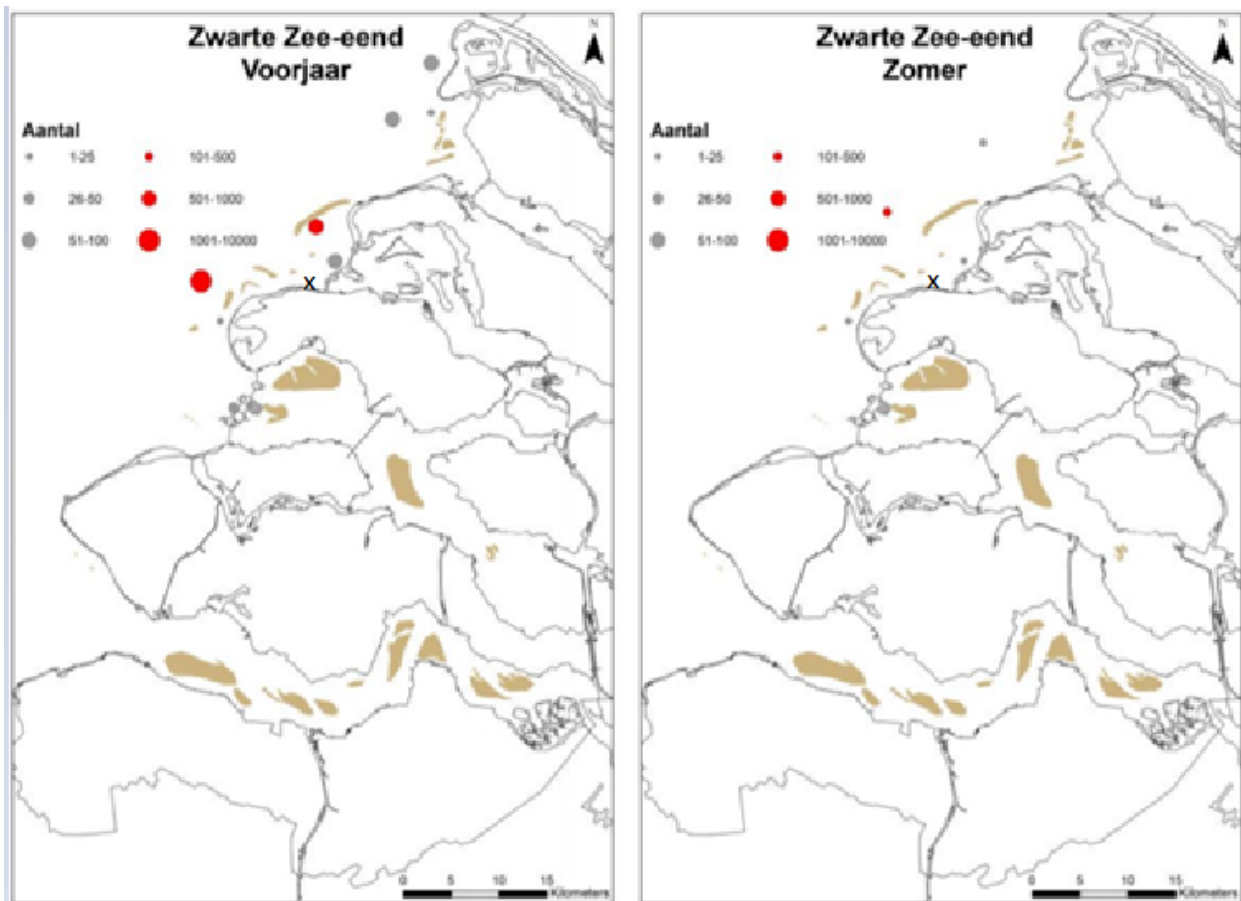 Zwarte Zee-eend
Voorjaar
N
Aantal
1-25
101-500
26-50
501-1000
51-100
1001-10000
X
0 5 10 15
Kilometers
Zwarte Zee-eend
Zomer
N
Aantal
1-25
101-500
26-50
501-1000
51-100
1001-10000
X
0 5 10 15
Kilometers